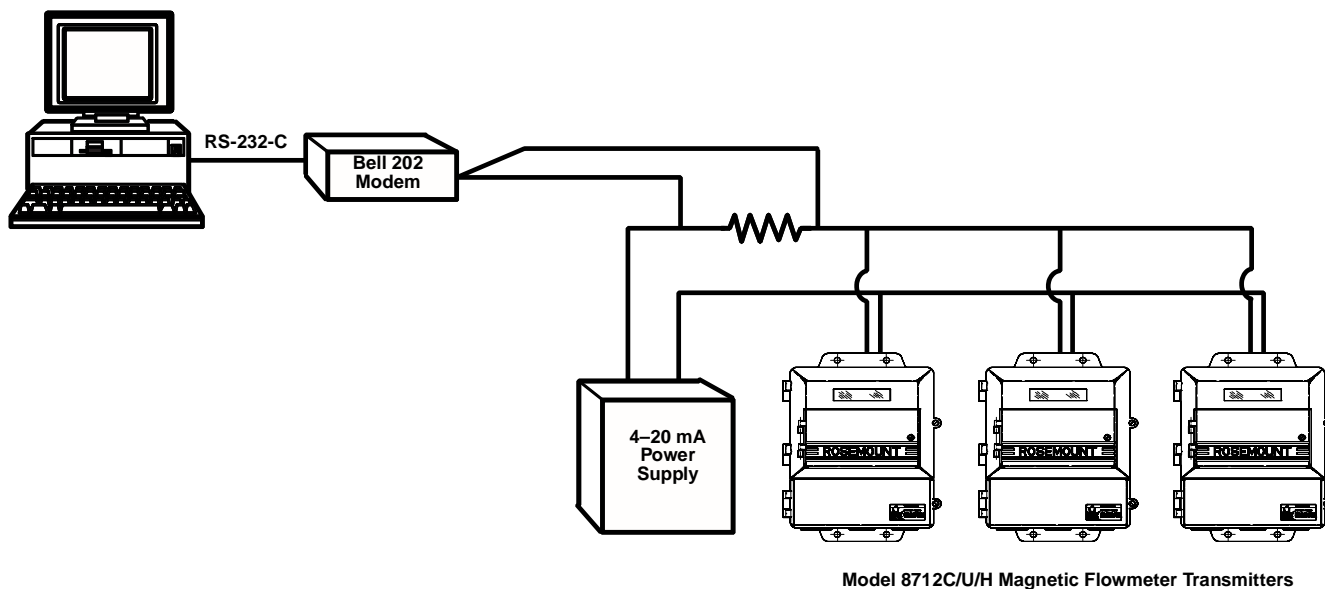 RS-232-C
Bell 202
Modem
4–20 mA
Power
Supply
ROSEMOUNT
ROSEMOUNT
ROSEMOUNT
Model 8712C/U/H Magnetic Flowmeter Transmitters